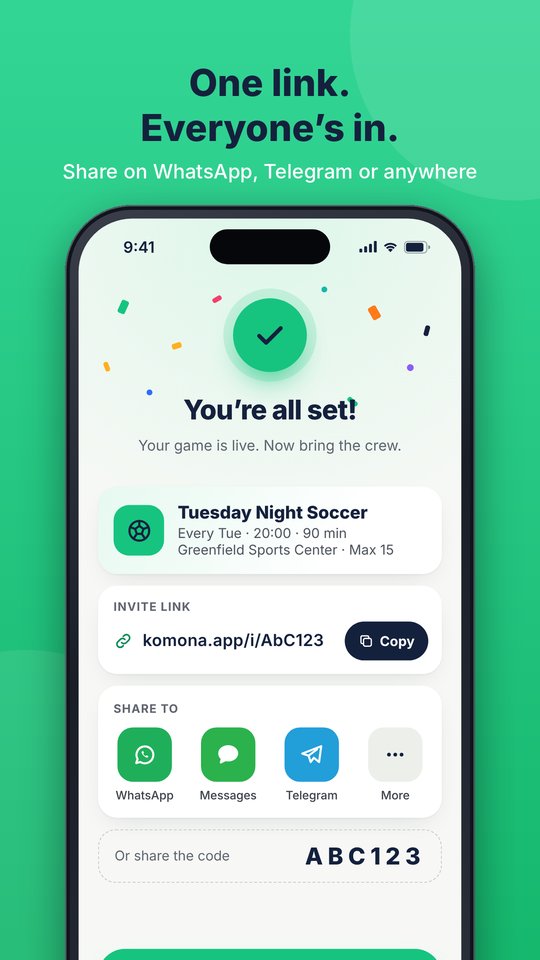 One link.
Everyone’s in.
Share on WhatsApp, Telegram or anywhere
9:41
You’re all set!
Your game is live. Now bring the crew.
Tuesday Night Soccer
Every Tue · 20:00 · 90 min
Greenfield Sports Center · Max 15
INVITE LINK
komona.app/i/AbC123
Copy
SHARE TO
WhatsApp
Messages
Telegram
More
Or share the code
ABC123